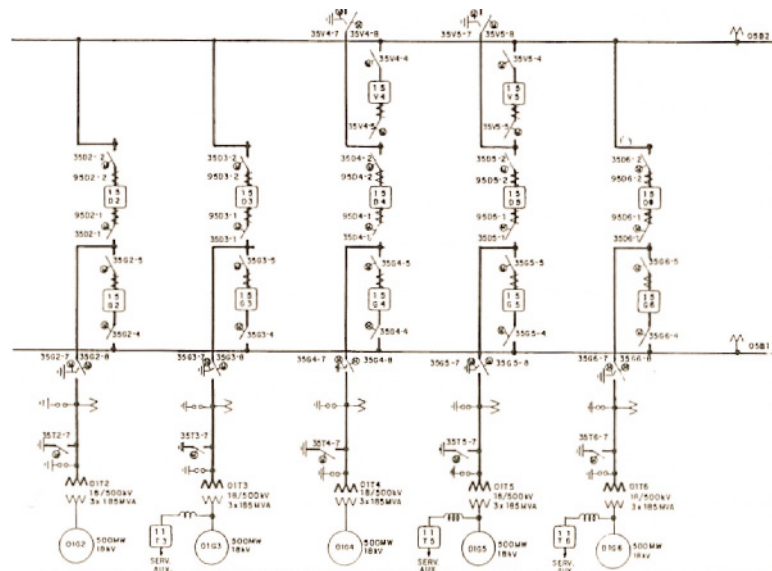 35V4-7 35V4-8 35V5-7 35V5-8
05B2
35V4-4 35V5-4
15 V4 15 V5
35V4-5 35V5-5
35D2-2 35D3-2 35D4-2 35D5-2 35D6-2
95D2-2 95D3-2 95D4-2 95D5-2 95D6-2
15 D2 15 D3 15 D4 15 D5 15
95D2-1 95D3-1 95D4-1 95D5-1 95D6-1
35D2-1 35D3-1 35D4-1 35D5-1 35D6-1
35G2-5 35G3-5 35G4-5 35G5-5 35G6-5
15 G2 15 G3 15 G4 15 G5 15 G6
35G2-4 35G3-4 35G4-4 35G5-4 35G6-4
05B1
35G2-7 35G2-8 35G3-7 35G3-8 35G4-7 35G4-8 35G5-7 35G5-8 35G6-7 35G6-8
35T2-7 35T3-7 35T4-7 35T5-7 35T6-7
01T2 01T3 01T4 01T5 01T6
18/500kV 18/500kV 18/500kV 18/500kV 18/500kV
3x185MVA 3x185MVA 3x185MVA 3x185MVA 3x185MVA
11 T3 11 T5 11 T6
01G2 500MW 18kV 01G3 500MW 18kV 01G4 500MW 18kV 01G5 500MW 18kV 01G6 500MW 18kV
SERV. AUX. SERV. AUX. SERV. AUX.